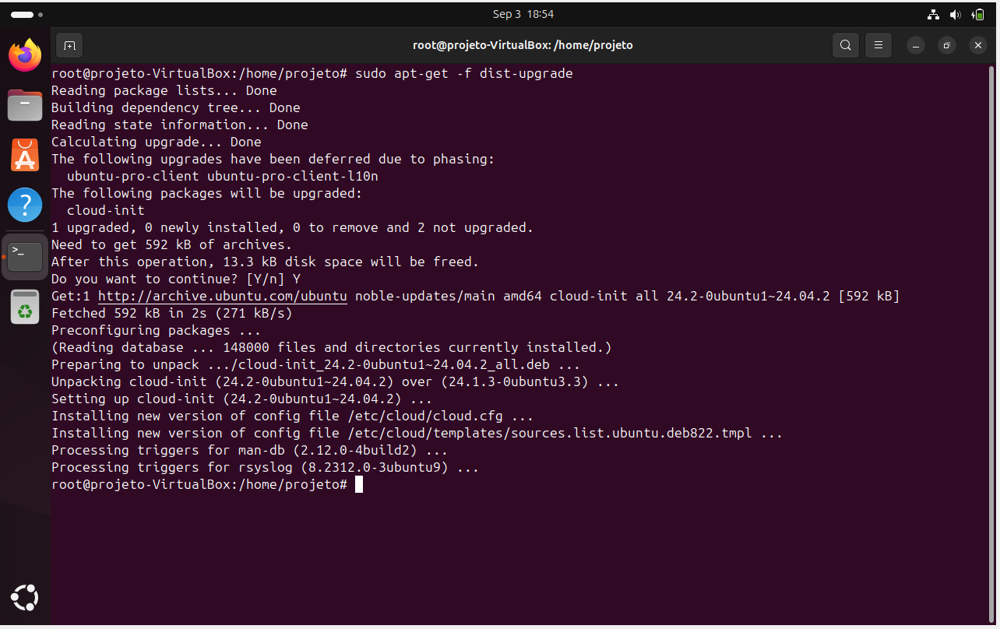 Sep 3 18:54
root@projeto-VirtualBox: /home/projeto
root@projeto-VirtualBox:/home/projeto# sudo apt-get -f dist-upgrade
Reading package lists... Done
Building dependency tree... Done
Reading state information... Done
Calculating upgrade... Done
The following upgrades have been deferred due to phasing:
  ubuntu-pro-client ubuntu-pro-client-l10n
The following packages will be upgraded:
  cloud-init
1 upgraded, 0 newly installed, 0 to remove and 2 not upgraded.
Need to get 592 kB of archives.
After this operation, 13.3 kB disk space will be freed.
Do you want to continue? [Y/n] Y
Get:1 http://archive.ubuntu.com/ubuntu noble-updates/main amd64 cloud-init all 24.2-0ubuntu1~24.04.2 [592 kB]
Fetched 592 kB in 2s (271 kB/s)
Preconfiguring packages ...
(Reading database ... 148000 files and directories currently installed.)
Preparing to unpack .../cloud-init_24.2-0ubuntu1~24.04.2_all.deb ...
Unpacking cloud-init (24.2-0ubuntu1~24.04.2) over (24.1.3-0ubuntu3.3) ...
Setting up cloud-init (24.2-0ubuntu1~24.04.2) ...
Installing new version of config file /etc/cloud/cloud.cfg ...
Installing new version of config file /etc/cloud/templates/sources.list.ubuntu.deb822.tmpl ...
Processing triggers for man-db (2.12.0-4build2) ...
Processing triggers for rsyslog (8.2312.0-3ubuntu9) ...
root@projeto-VirtualBox:/home/projeto#